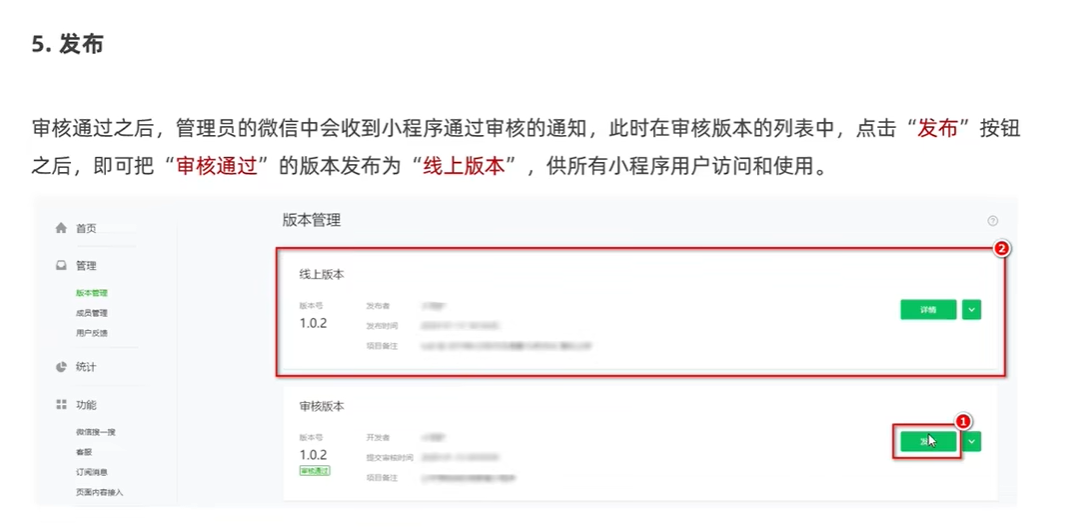 5. 发布
审核通过之后，管理员的微信中会收到小程序通过审核的通知，此时在审核版本的列表中，点击“发布”按钮
之后，即可把“审核通过”的版本发布为“线上版本”，供所有小程序用户访问和使用。
首页
管理
版本管理
成员管理
用户反馈
统计
功能
微信搜一搜
客服
订阅消息
页面内容接入
版本管理
2
线上版本
版本号
1.0.2
发布者
发布时间
项目备注
详情
审核版本
版本号
1.0.2
审核通过
开发者
提交审核时间
项目备注
1